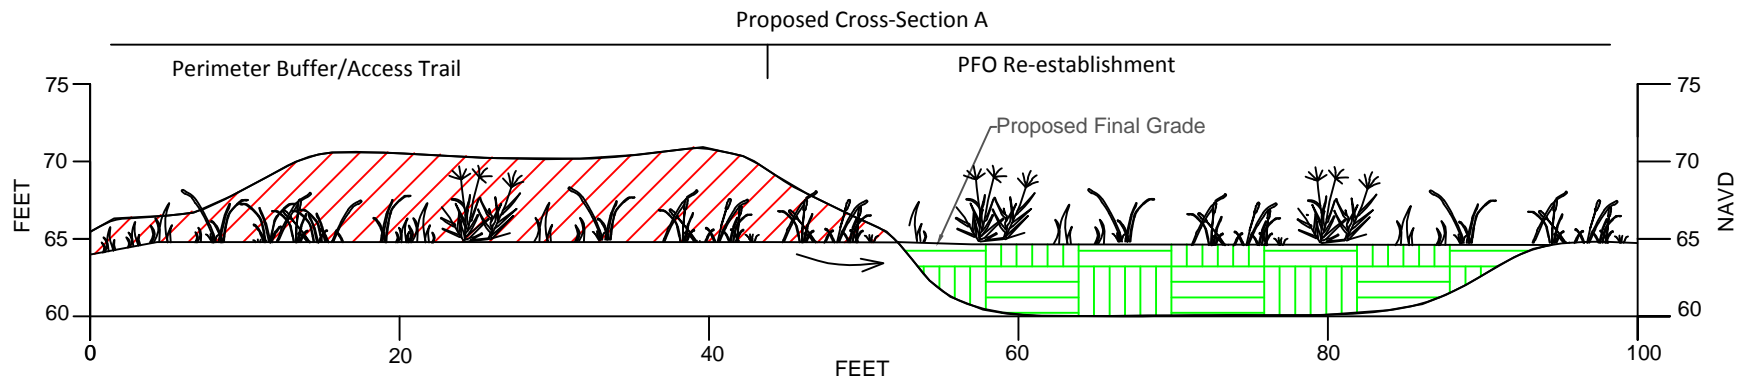 Proposed Cross-Section A
Perimeter Buffer/Access Trail
PFO Re-establishment
75
75
Proposed Final Grade
70
70
FEET
NAVD
65
65
60
60
0
20
40
60
80
100
FEET